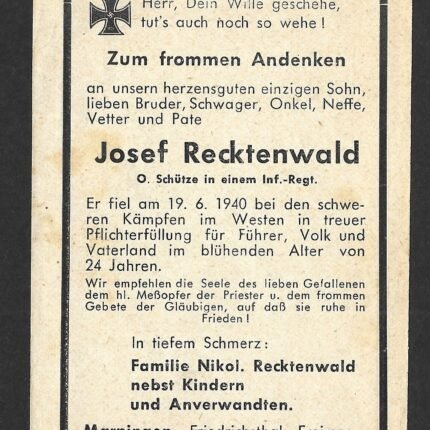 Herr, Dein Wille geschehe,
tut's auch noch so wehe!
Zum frommen Andenken
an unsern herzensguten einzigen Sohn,
lieben Bruder, Schwager, Onkel, Neffe,
Vetter und Pate
Josef Recktenwald
O. Schütze in einem Inf.-Regt.
Er fiel am 19. 6. 1940 bei den schwe-
ren Kämpfen im Westen in treuer
Pflichterfüllung für Führer, Volk und
Vaterland im blühenden Alter von
24 Jahren.
Wir empfehlen die Seele des lieben Gefallenen
dem hl. Meßopfer der Priester u. dem frommen
Gebete der Gläubigen, auf daß sie ruhe in
Frieden!
In tiefem Schmerz:
Familie Nikol. Recktenwald
nebst Kindern
und Anverwandten.
Friedrichsthal